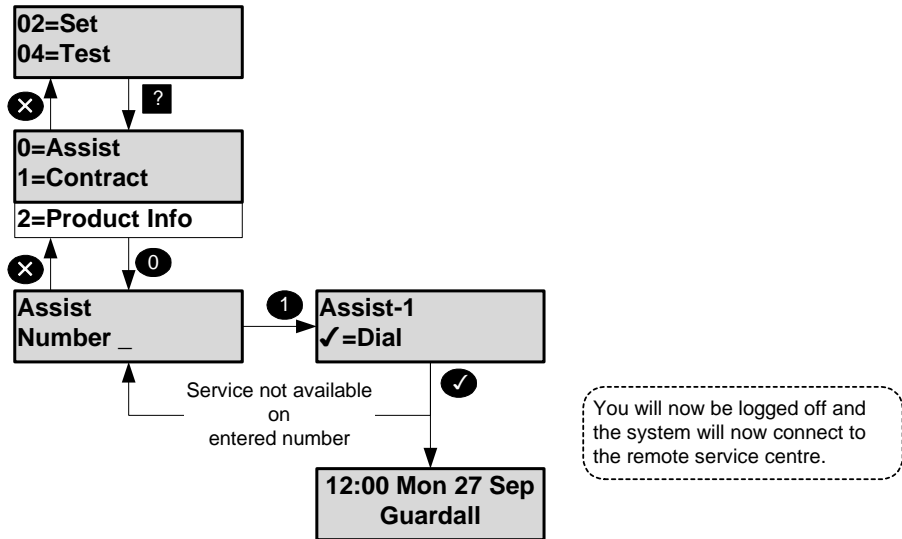 02=Set
04=Test
?
✕
0=Assist
1=Contract
2=Product Info
✕
0
Assist
Number _
1
Assist-1
✓=Dial
✓
Service not available
on
entered number
You will now be logged off and
the system will now connect to
the remote service centre.
12:00 Mon 27 Sep
Guardall